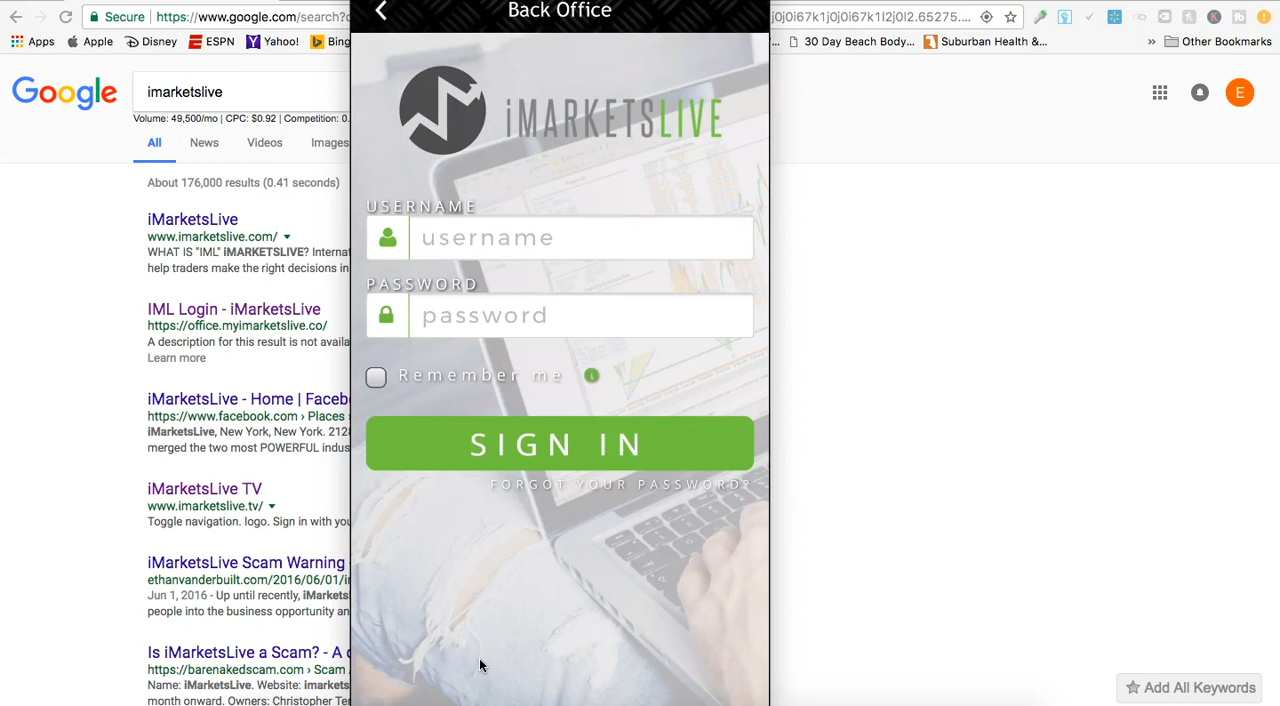 Secure
https://www.google.com/search?c
Back Office
j0j0i67k1j0j0i67k1l2j0l2.65275....
Apps
Apple
Disney
ESPN
Yahoo!
Bing
30 Day Beach Body...
Suburban Health &...
» Other Bookmarks
Google
imarketslive
E
Volume: 49,500/mo | CPC: $0.92 | Competition: 0.
All
News
Videos
Images
About 176,000 results (0.41 seconds)
iMarketsLive
www.imarketslive.com/
WHAT IS "IML" iMARKETSLIVE? Interna
help traders make the right decisions in
IML Login - iMarketsLive
https://office.myimarketslive.co/
A description for this result is not availa
Learn more
iMarketsLive - Home | Faceb
https://www.facebook.com › Places
iMarketsLive, New York, New York. 2128
merged the two most POWERFUL indus
iMarketsLive TV
www.imarketslive.tv/
Toggle navigation. logo. Sign in with you
iMarketsLive Scam Warning
ethanvanderbuilt.com/2016/06/01/i
Jun 1, 2016 - Up until recently, iMarkets
people into the business opportunity an
Is iMarketsLive a Scam? - A
https://barenakedscam.com › Scam
Name: iMarketsLive. Website: imarkets
month onward. Owners: Christopher Te
iMARKETSLIVE
USERNAME
username
PASSWORD
password
Remember me
SIGN IN
FORGOT YOUR PASSWORD?
Add All Keywords